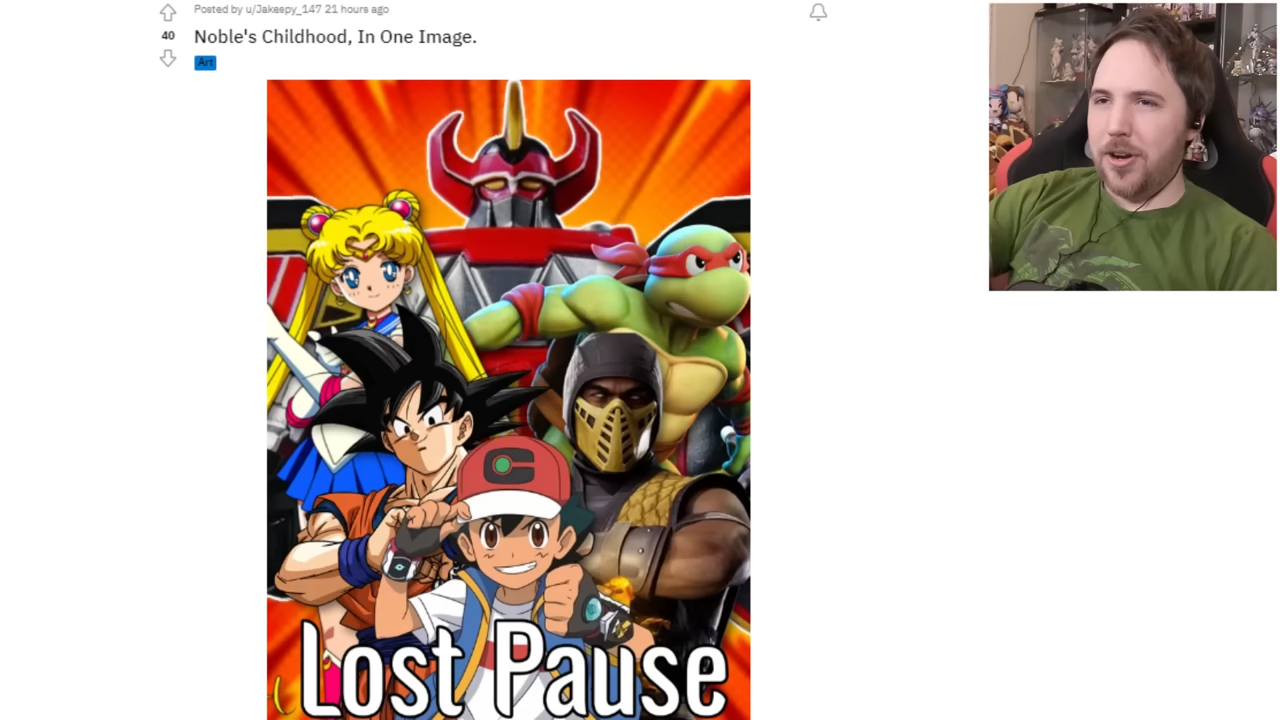 Posted by u/Jakespy_147 21 hours ago
40
Noble's Childhood, In One Image.
Art
Lost Pause